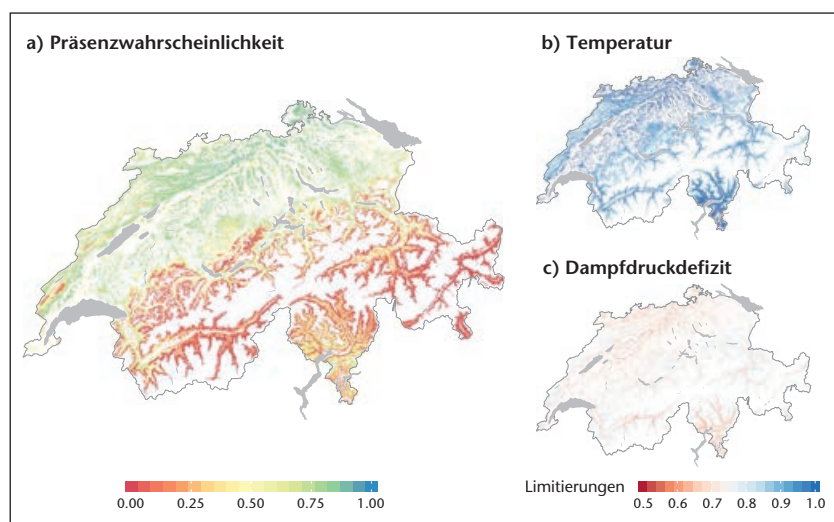 a) Präsenzwahrscheinlichkeit
0.00 0.25 0.50 0.75 1.00
b) Temperatur
c) Dampfdruckdefizit
Limitierungen
0.5 0.6 0.7 0.8 0.9 1.0